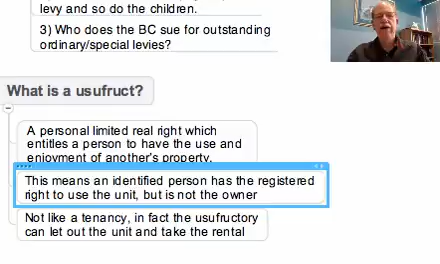 levy and so do the children.
3) Who does the BC sue for outstanding
ordinary/special levies?
What is a usufruct?
A personal limited real right which
entitles a person to have the use and
enjoyment of another's property.
This means an identified person has the registered
right to use the unit, but is not the owner
Not like a tenancy, in fact the usufructory
can let out the unit and take the rental